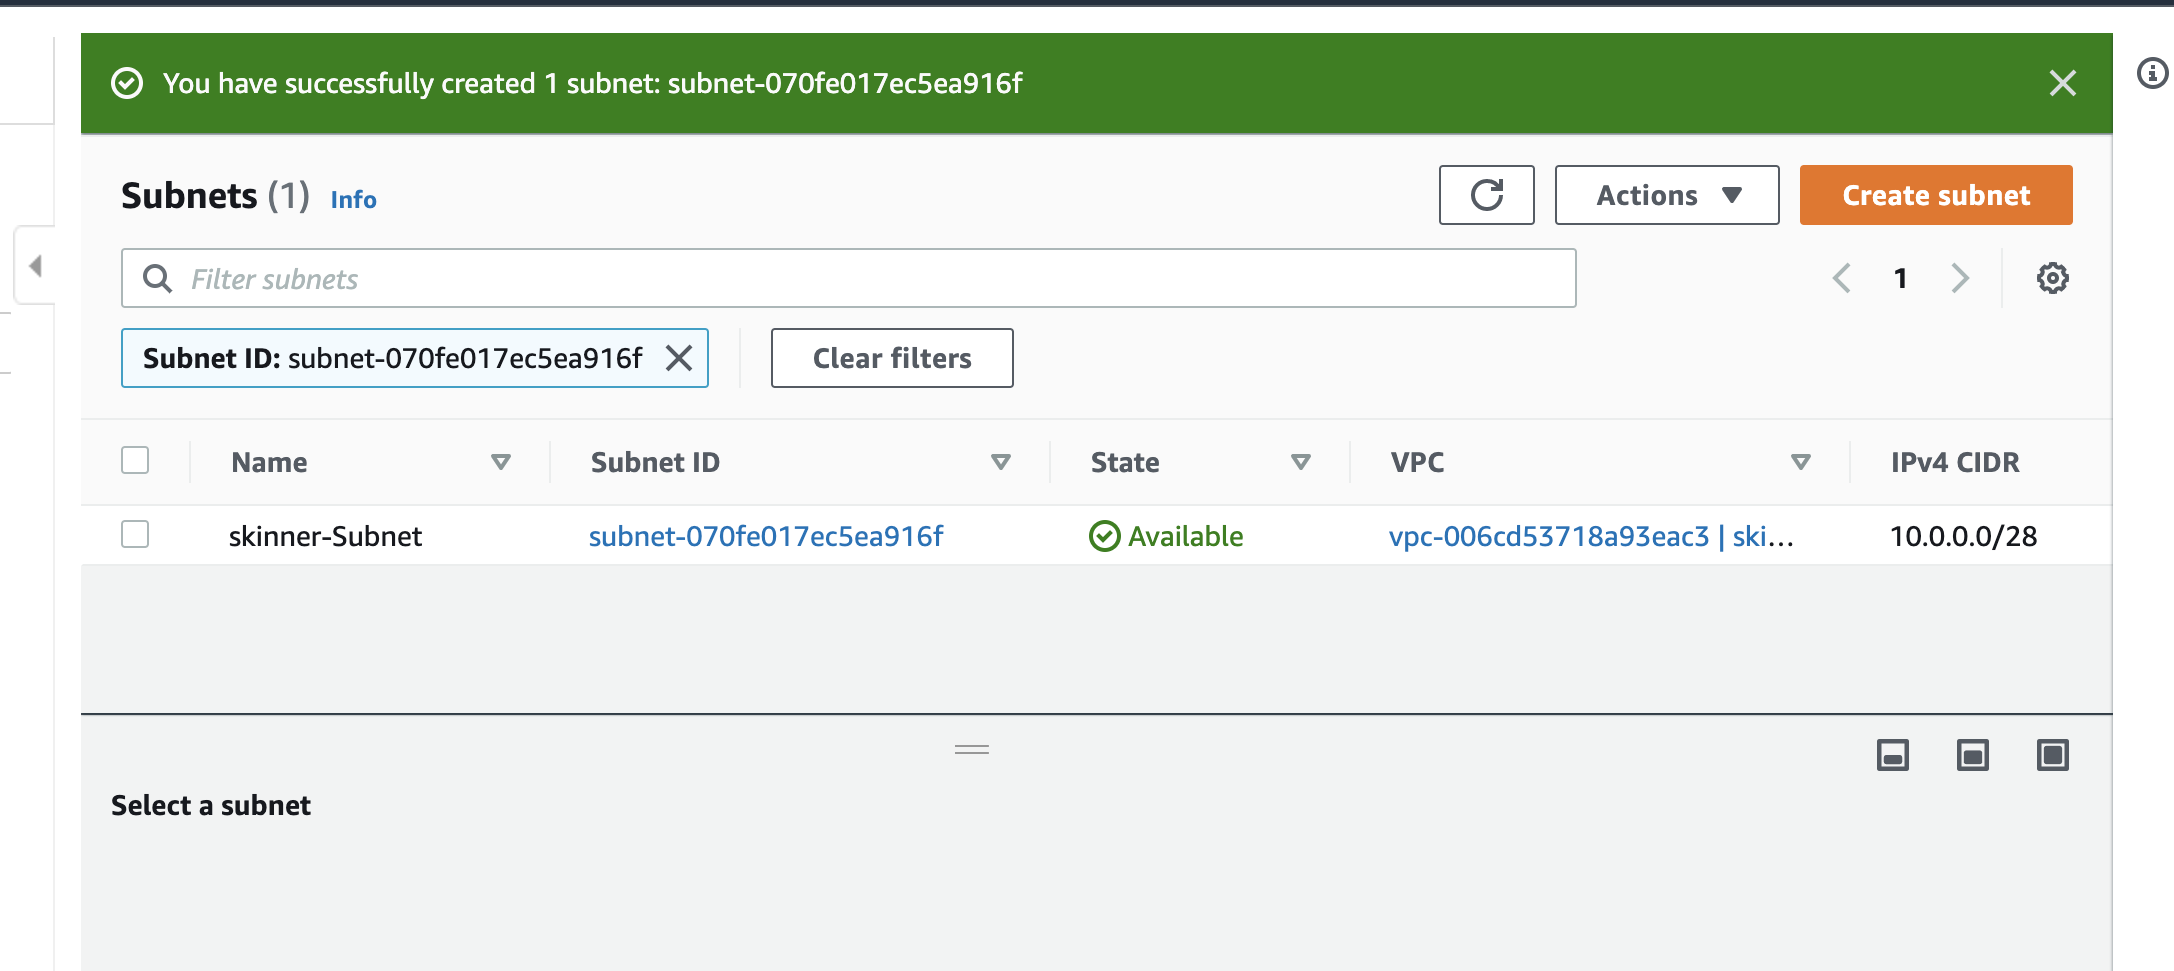 You have successfully created 1 subnet: subnet-070fe017ec5ea916f
Subnets (1) Info
Actions
Create subnet
Filter subnets
1
Subnet ID: subnet-070fe017ec5ea916f
Clear filters
Name Subnet ID State VPC IPv4 CIDR
skinner-Subnet subnet-070fe017ec5ea916f Available vpc-006cd53718a93eac3 | ski... 10.0.0.0/28
Select a subnet